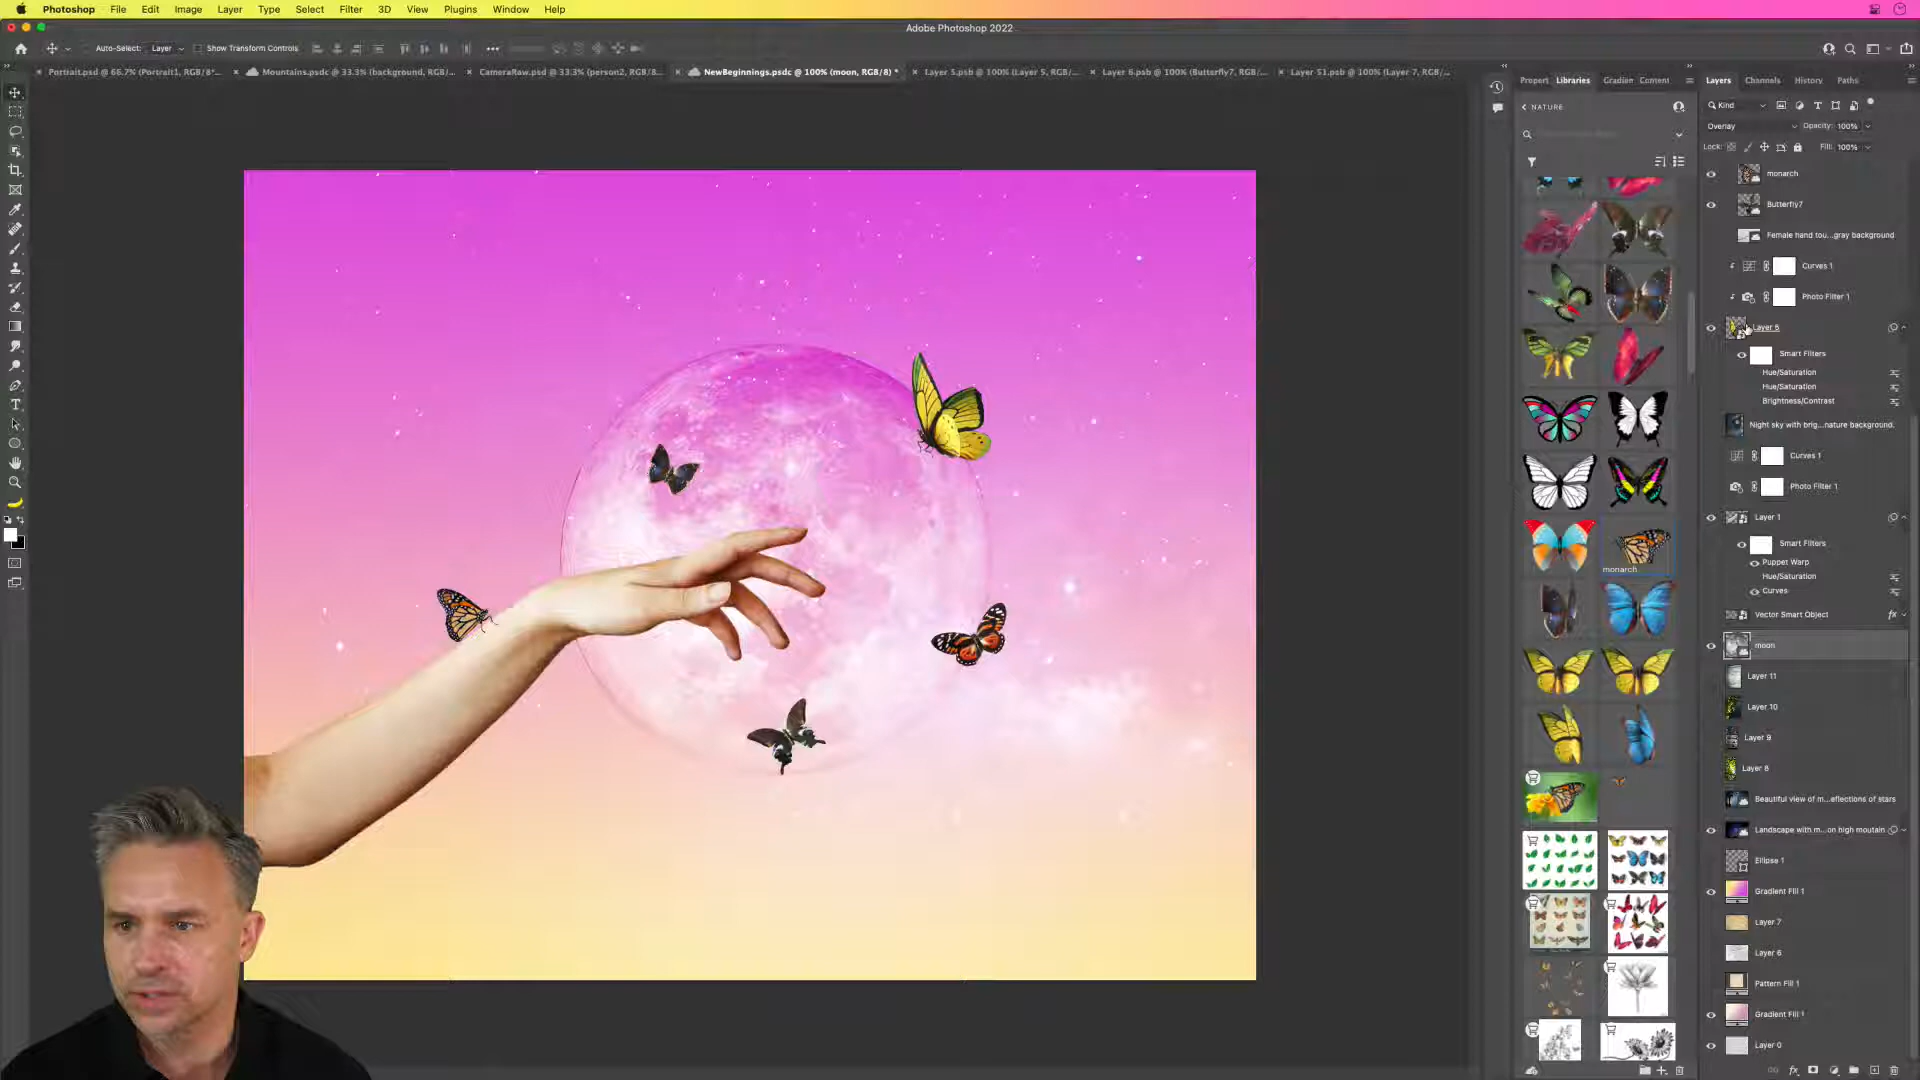 Photoshop File Edit Image Layer Type Select Filter 3D View Plugins Window Help
Adobe Photoshop 2022
Auto-Select: Layer Show Transform Controls
Portrait.psd @ 66.7% (Portrait1, RGB/8*...
Mountains.psdc @ 33.3% (background, RGB/...
CameraRaw.psd @ 33.3% (person2, RGB/8...
NewBeginnings.psdc @ 100% (moon, RGB/8) *
Layer 5.psb @ 100% (Layer 5, RGB/...
Layer 6.psb @ 100% (Butterfly7, RGB/...
Layer S1.psb @ 100% (Layer 7, RGB/...
Propert Libraries Gradien Content
NATURE
monarch
Layers Channels History Paths
Kind
Overlay Opacity: 100%
Lock: Fill: 100%
monarch
Butterfly7
Female hand tou...gray background
Curves 1
Photo Filter 1
Layer 5
Smart Filters
Hue/Saturation
Hue/Saturation
Brightness/Contrast
Night sky with brig...nature background.
Curves 1
Photo Filter 1
Layer 1
Smart Filters
Puppet Warp
Hue/Saturation
Curves
Vector Smart Object fx
moon
Layer 11
Layer 10
Layer 9
Layer 8
Beautiful view of m...eflections of stars
Landscape with m...on high moutain
Ellipse 1
Gradient Fill 1
Layer 7
Layer 6
Pattern Fill 1
Gradient Fill 1
Layer 0
fx